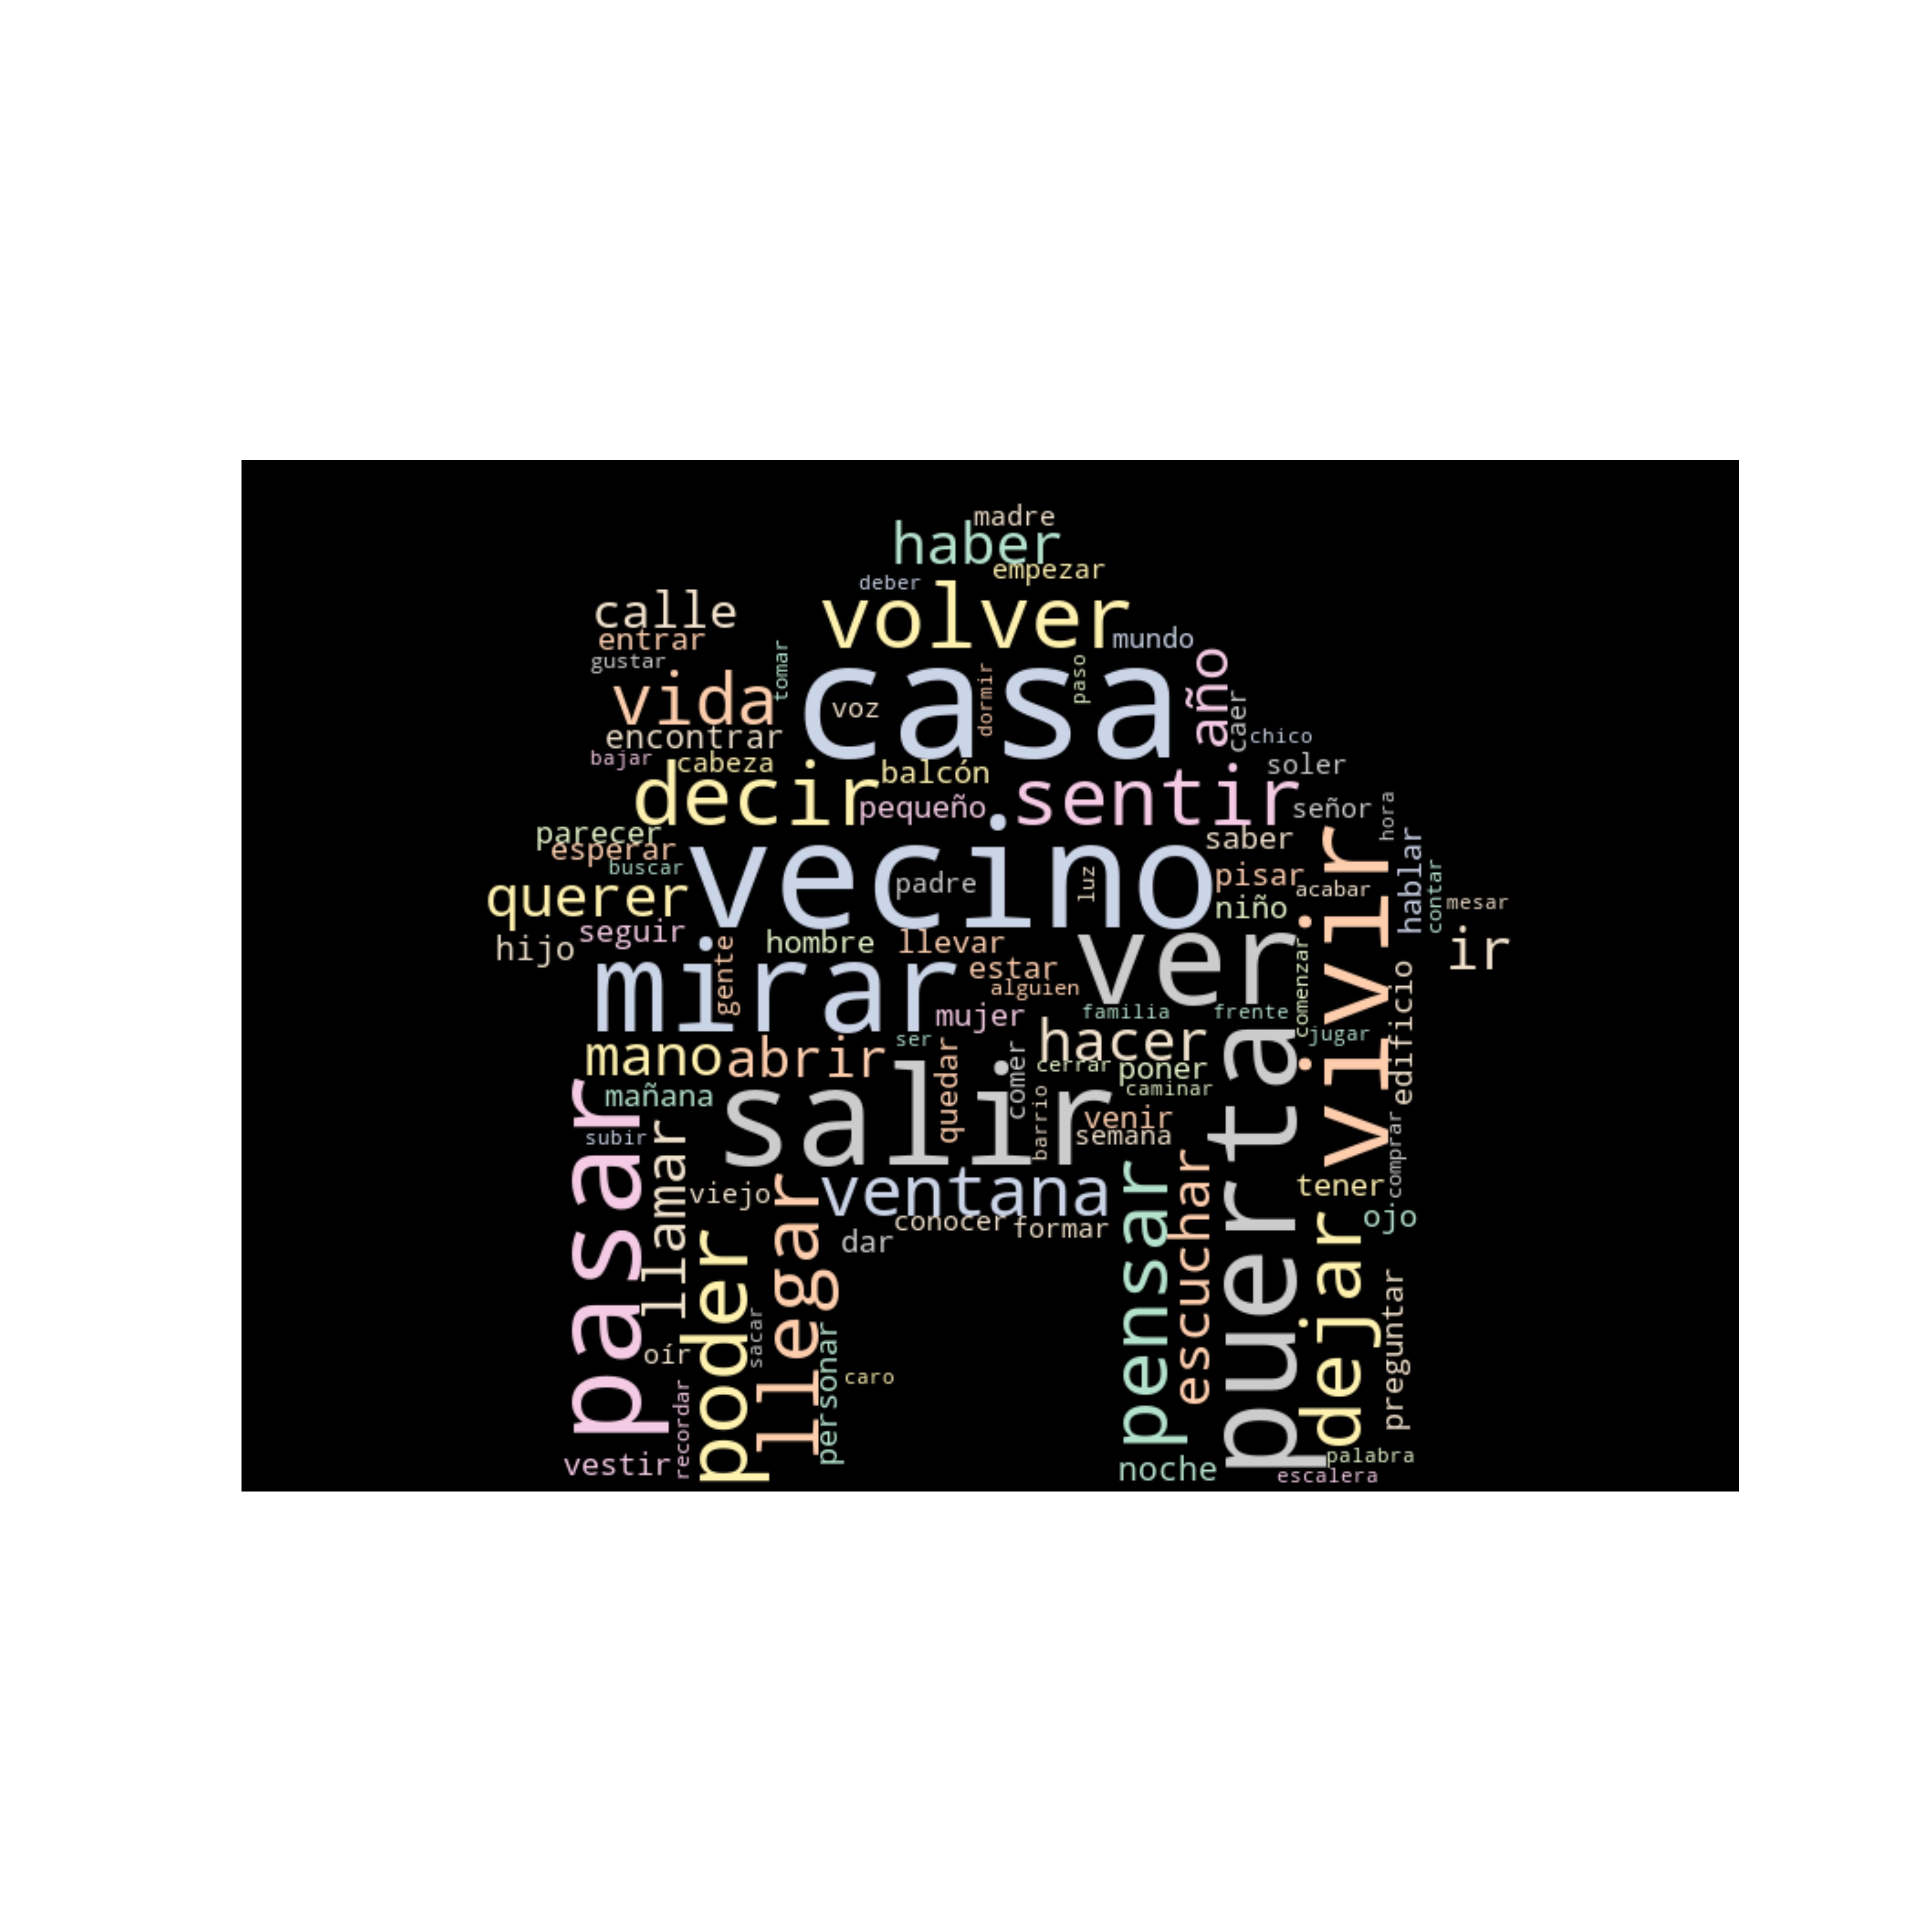 madre
haber
empezar
deber
calle
volver
entrar
mundo
gustar
tomar
dormir
paso
año
vida
casa
voz
caer
encontrar
chico
bajar
cabeza
balcón
soler
decir
pequeño
sentir
señor
hora
parecer
saber
esperar
buscar
vecino
padre
luz
pisar
acabar
hablar
contar
mesar
querer
niño
vivir
seguir
hijo
hombre
llevar
ver
ir
gente
mirar
estar
alguien
comenzar
edificio
mujer
familia
frente
ser
hacer
jugar
mano
abrir
quedar
comer
cerrar
poner
mañana
caminar
salir
barrio
venir
semana
subir
puerta
comprar
pasar
llamar
viejo
ventana
tener
conocer
formar
ojo
dar
llegar
pensar
escuchar
dejar
poder
sacar
oír
preguntar
personar
caro
recordar
vestir
noche
palabra
escalera